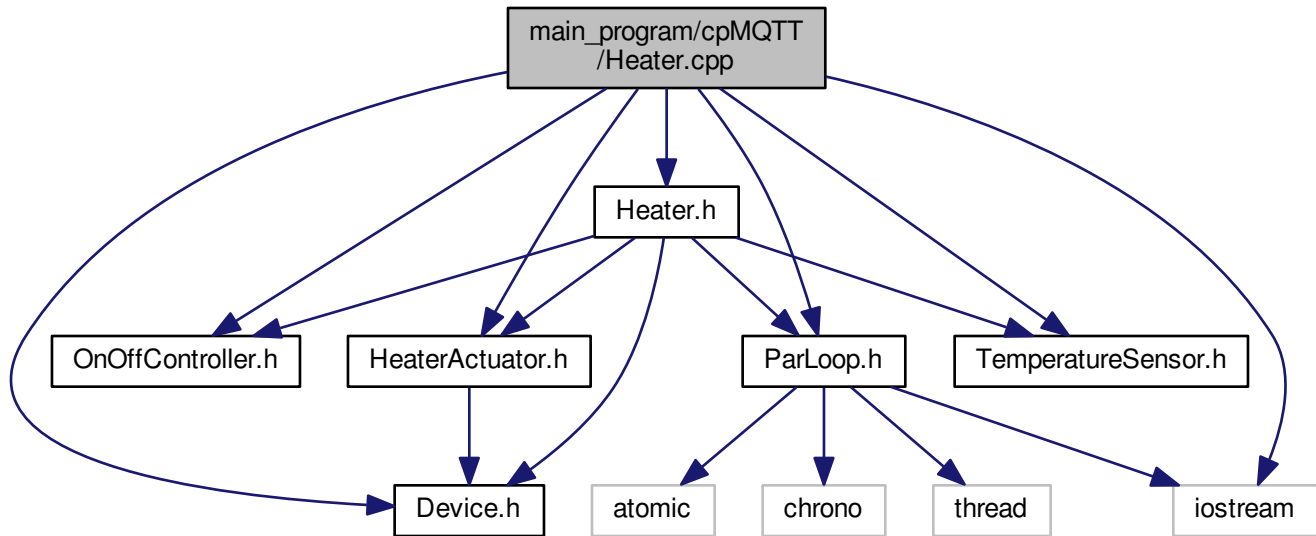 main_program/cpMQTT
/Heater.cpp
Heater.h
OnOffController.h
HeaterActuator.h
ParLoop.h
TemperatureSensor.h
Device.h
atomic
chrono
thread
iostream